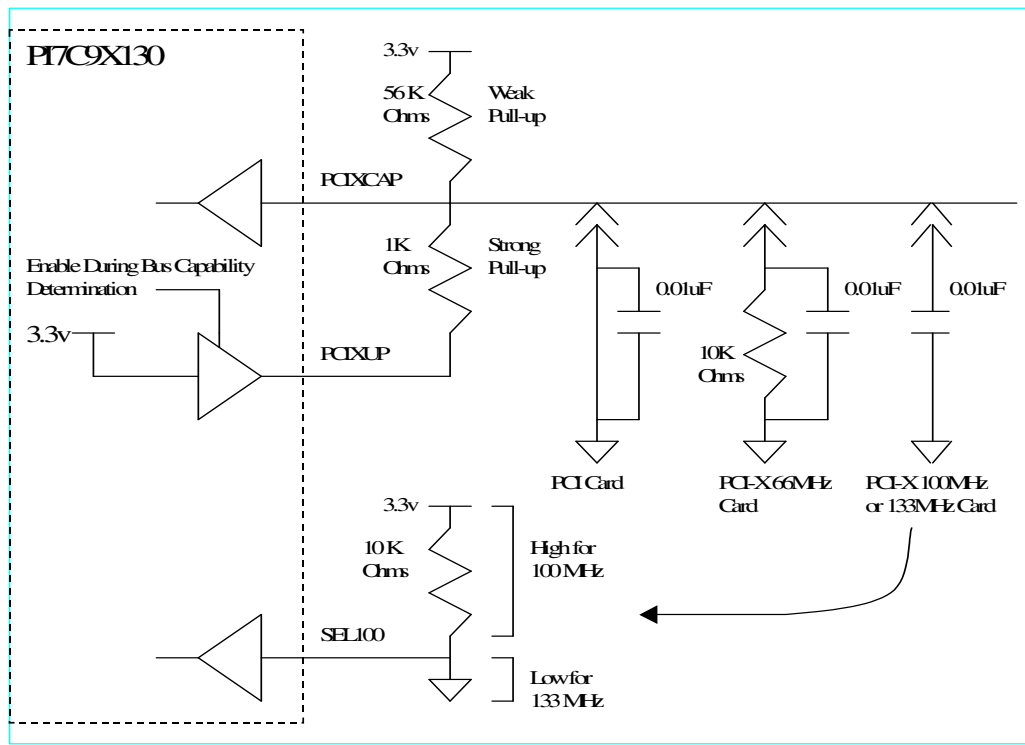 PI7C9X130
3.3v
56 K
Ohms
Weak
Pull-up
PCIXCAP
1K
Ohms
Strong
Pull-up
Enable During Bus Capability
Determination
3.3v
PCIXUP
0.01uF
0.01uF
0.01uF
10K
Ohms
PCI Card
PCI-X 66MHz
Card
PCI-X 100MHz
or 133MHz Card
3.3v
10 K
Ohms
High for
100 MHz
SEL100
Low for
133 MHz